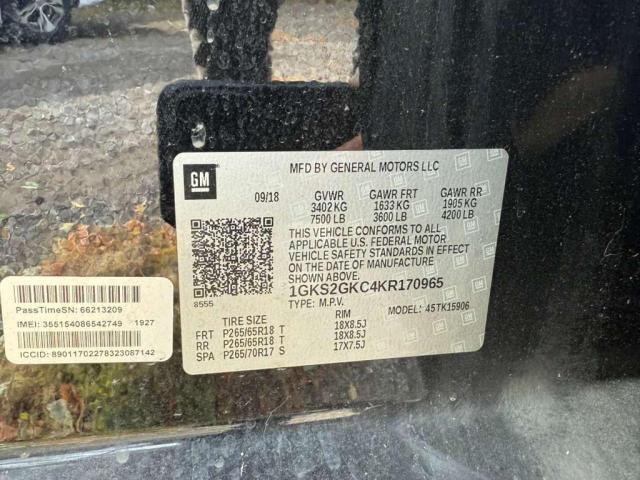 GM
MFD BY GENERAL MOTORS LLC
09/18 GVWR GAWR FRT GAWR RR
3402 KG 1633 KG 1905 KG
7500 LB 3600 LB 4200 LB
THIS VEHICLE CONFORMS TO ALL
APPLICABLE U.S. FEDERAL MOTOR
VEHICLE SAFETY STANDARDS IN EFFECT
ON THE DATE OF MANUFACTURE
SHOWN ABOVE.
8555
1GKS2GKC4KR170965
TYPE: M.P.V. MODEL: 45TK15906
TIRE SIZE RIM
FRT P265/65R18 T 18X8.5J
RR P265/65R18 T 18X8.5J
SPA P265/70R17 S 17X7.5J
PassTimeSN: 66213209
IMEI: 355154086542749 1927
ICCID: 89011702278323087142